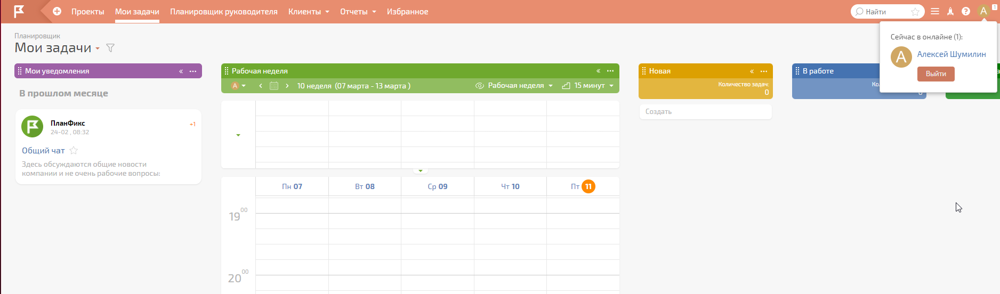 Проекты Мои задачи Планировщик руководителя Клиенты Отчеты Избранное Найти A 1
Планировщик
Мои задачи
Сейчас в онлайне (1):
A Алексей Шумилин
Выйти
Мои уведомления
В прошлом месяце
ПланФикс +1
24-02 , 08:32
Общий чат
Здесь обсуждаются общие новости
компании и не очень рабочие вопросы:
Рабочая неделя
A 10 неделя (07 марта - 13 марта ) Рабочая неделя 15 минут
Пн 07 Вт 08 Ср 09 Чт 10 Пт 11
19 00
20 00
Новая
Количество задач:
0
Создать
В работе